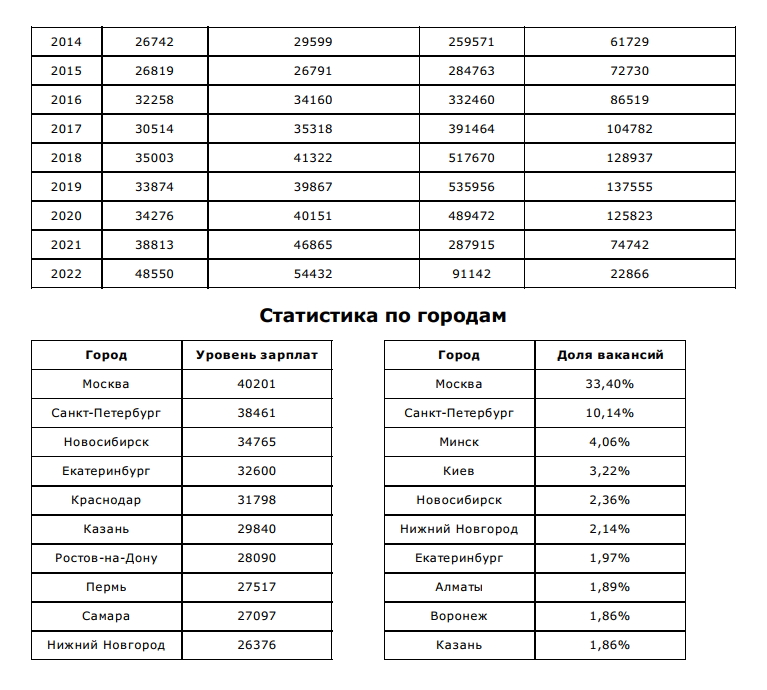 2014 26742 29599 259571 61729
2015 26819 26791 284763 72730
2016 32258 34160 332460 86519
2017 30514 35318 391464 104782
2018 35003 41322 517670 128937
2019 33874 39867 535956 137555
2020 34276 40151 489472 125823
2021 38813 46865 287915 74742
2022 48550 54432 91142 22866
Статистика по городам
Город Уровень зарплат
Москва 40201
Санкт-Петербург 38461
Новосибирск 34765
Екатеринбург 32600
Краснодар 31798
Казань 29840
Ростов-на-Дону 28090
Пермь 27517
Самара 27097
Нижний Новгород 26376
Город Доля вакансий
Москва 33,40%
Санкт-Петербург 10,14%
Минск 4,06%
Киев 3,22%
Новосибирск 2,36%
Нижний Новгород 2,14%
Екатеринбург 1,97%
Алматы 1,89%
Воронеж 1,86%
Казань 1,86%